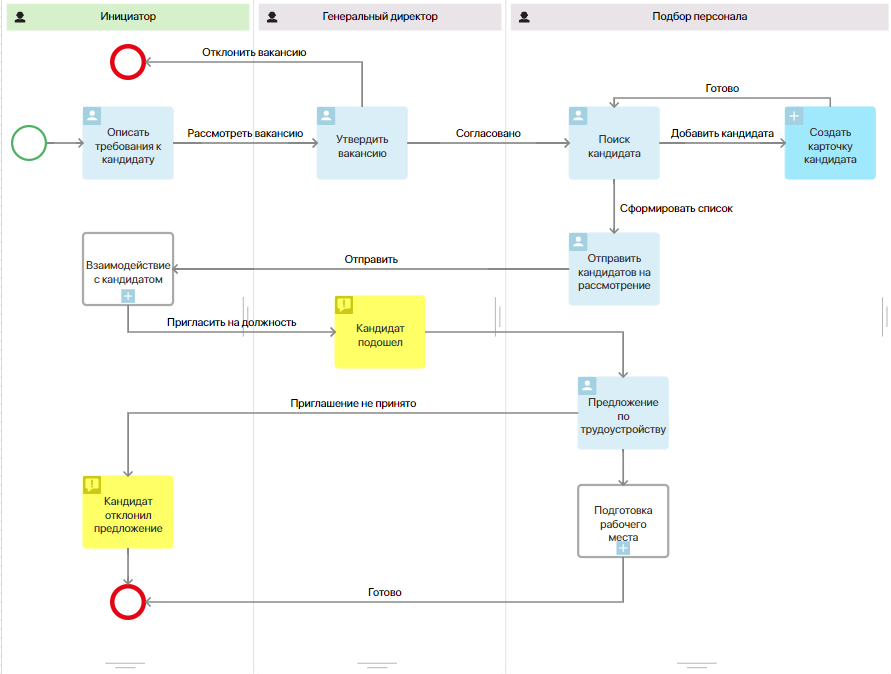 Инициатор
Генеральный директор
Подбор персонала
Отклонить вакансию
Готово
Описать
требования к
кандидату
Рассмотреть вакансию
Утвердить
вакансию
Согласовано
Поиск
кандидата
Добавить кандидата
Создать
карточку
кандидата
Сформировать список
Взаимодействие
с кандидатом
Отправить
Отправить
кандидатов на
рассмотрение
Пригласить на должность
Кандидат
подошел
Приглашение не принято
Предложение
по
трудоустройству
Кандидат
отклонил
предложение
Подготовка
рабочего
места
Готово